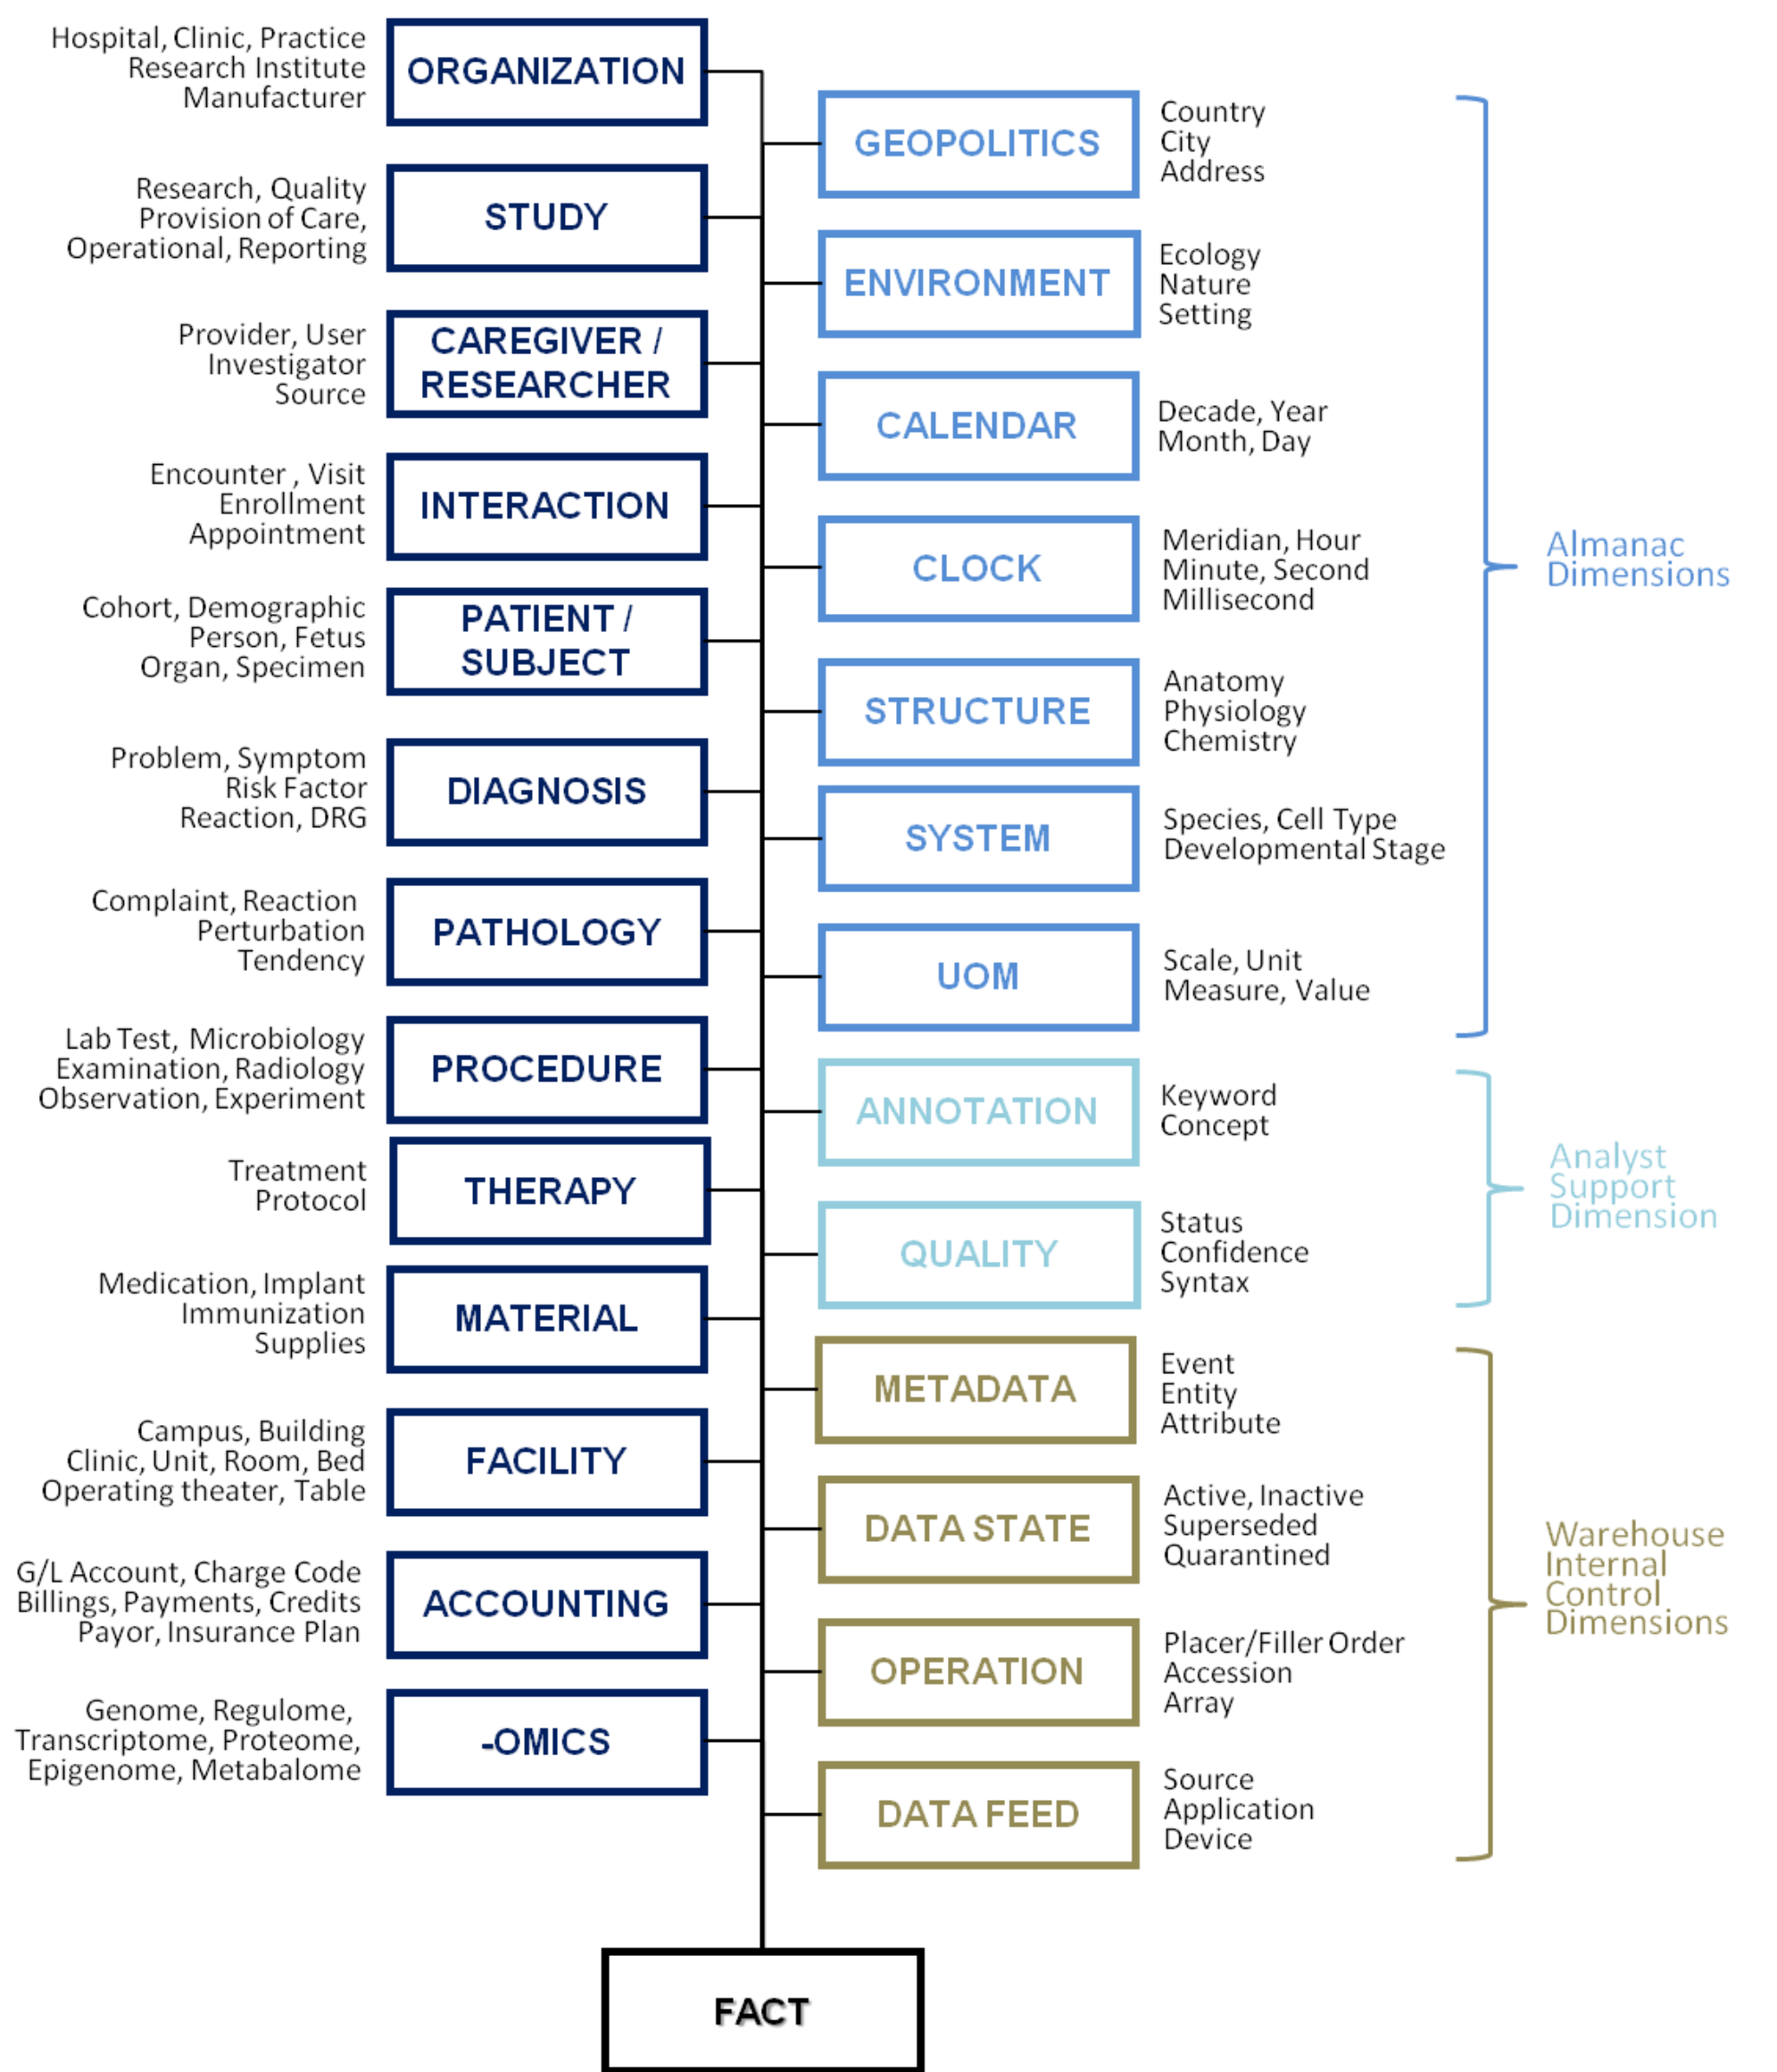 Hospital, Clinic, Practice
Research Institute
Manufacturer
ORGANIZATION
Research, Quality
Provision of Care,
Operational, Reporting
STUDY
Provider, User
Investigator
Source
CAREGIVER /
RESEARCHER
Encounter , Visit
Enrollment
Appointment
INTERACTION
Cohort, Demographic
Person, Fetus
Organ, Specimen
PATIENT /
SUBJECT
Problem, Symptom
Risk Factor
Reaction, DRG
DIAGNOSIS
Complaint, Reaction
Perturbation
Tendency
PATHOLOGY
Lab Test, Microbiology
Examination, Radiology
Observation, Experiment
PROCEDURE
Treatment
Protocol
THERAPY
Medication, Implant
Immunization
Supplies
MATERIAL
Campus, Building
Clinic, Unit, Room, Bed
Operating theater, Table
FACILITY
G/L Account, Charge Code
Billings, Payments, Credits
Payor, Insurance Plan
ACCOUNTING
Genome, Regulome,
Transcriptome, Proteome,
Epigenome, Metabalome
-OMICS
GEOPOLITICS
Country
City
Address
ENVIRONMENT
Ecology
Nature
Setting
CALENDAR
Decade, Year
Month, Day
CLOCK
Meridian, Hour
Minute, Second
Millisecond
STRUCTURE
Anatomy
Physiology
Chemistry
SYSTEM
Species, Cell Type
Developmental Stage
UOM
Scale, Unit
Measure, Value
Almanac
Dimensions
ANNOTATION
Keyword
Concept
QUALITY
Status
Confidence
Syntax
Analyst
Support
Dimension
METADATA
Event
Entity
Attribute
DATA STATE
Active, Inactive
Superseded
Quarantined
OPERATION
Placer/Filler Order
Accession
Array
DATA FEED
Source
Application
Device
Warehouse
Internal
Control
Dimensions
FACT